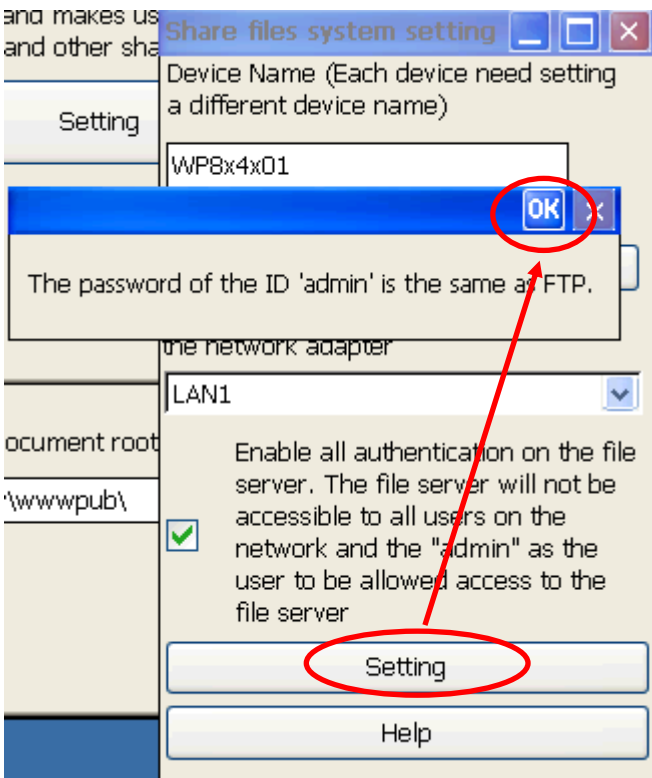 and makes us
and other sha
Setting
ocument root
\wwwpub\
Share files system setting
Device Name (Each device need setting
a different device name)
WP8x4x01
OK
The password of the ID 'admin' is the same as FTP.
the network adapter
LAN1
Enable all authentication on the file
server. The file server will not be
accessible to all users on the
network and the "admin" as the
user to be allowed access to the
file server
Setting
Help